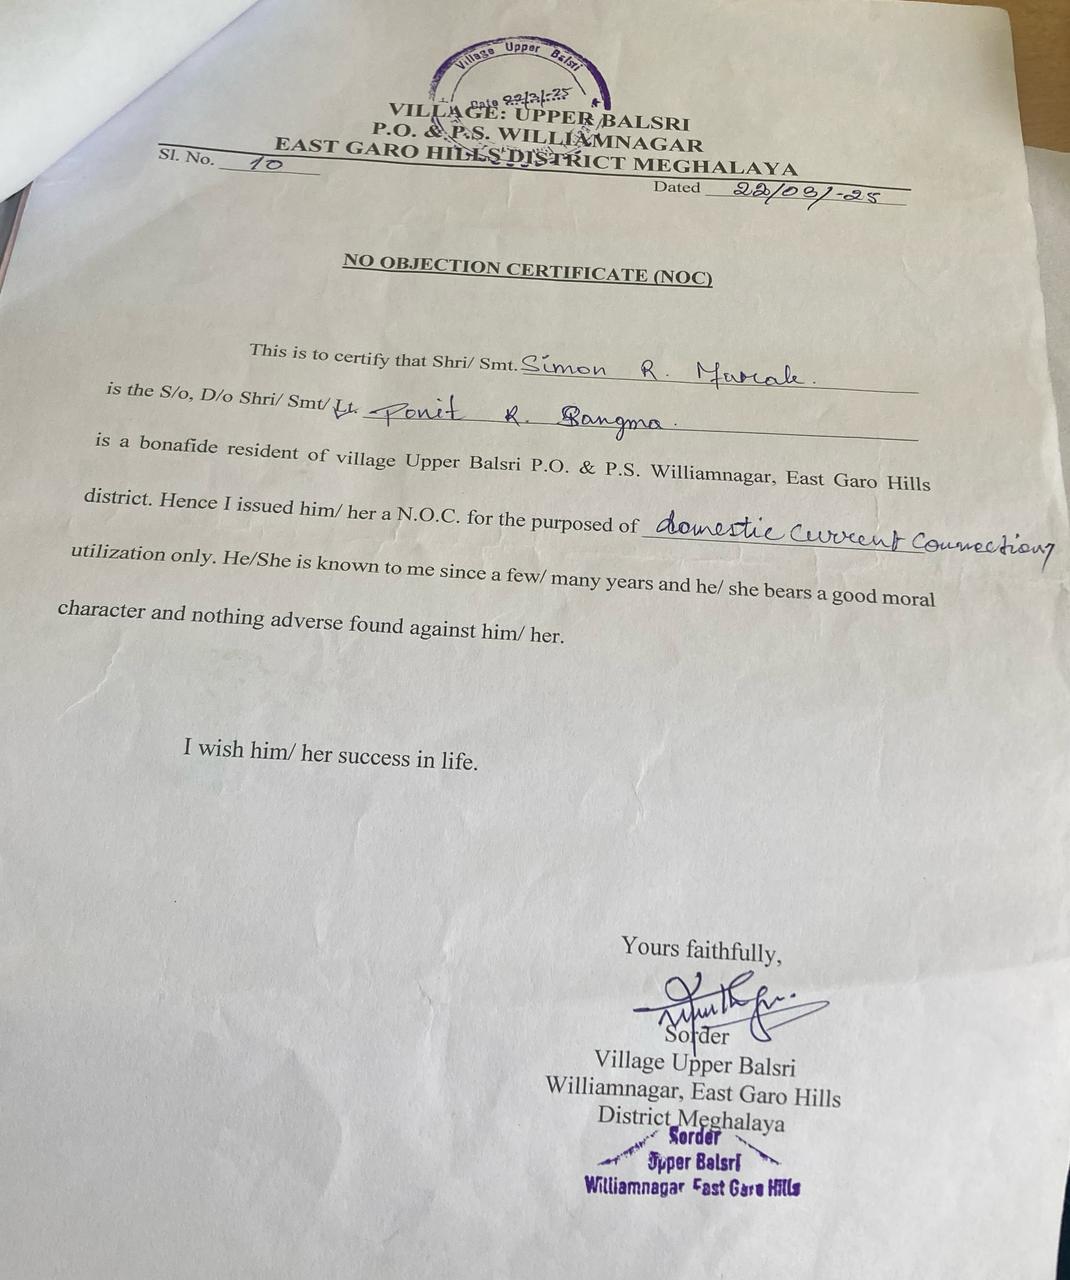 Village Upper Balsri
Date 22/3/-25
VILLAGE: UPPER BALSRI
P.O. & P.S. WILLIAMNAGAR
EAST GARO HILLS DISTRICT MEGHALAYA
Sl. No. 10
Dated 22/03/-25
NO OBJECTION CERTIFICATE (NOC)
This is to certify that Shri/ Smt. Simon R. Marak.
is the S/o, D/o Shri/ Smt/ Lt. Ponit R. Sangma.
is a bonafide resident of village Upper Balsri P.O. & P.S. Williamnagar, East Garo Hills
district. Hence I issued him/ her a N.O.C. for the purposed of domestic current connection
utilization only. He/She is known to me since a few/ many years and he/ she bears a good moral
character and nothing adverse found against him/ her.
I wish him/ her success in life.
Yours faithfully,
Sorder
Village Upper Balsri
Williamnagar, East Garo Hills
District Meghalaya
Sorder
Upper Balsri
Williamnagar East Garo Hills